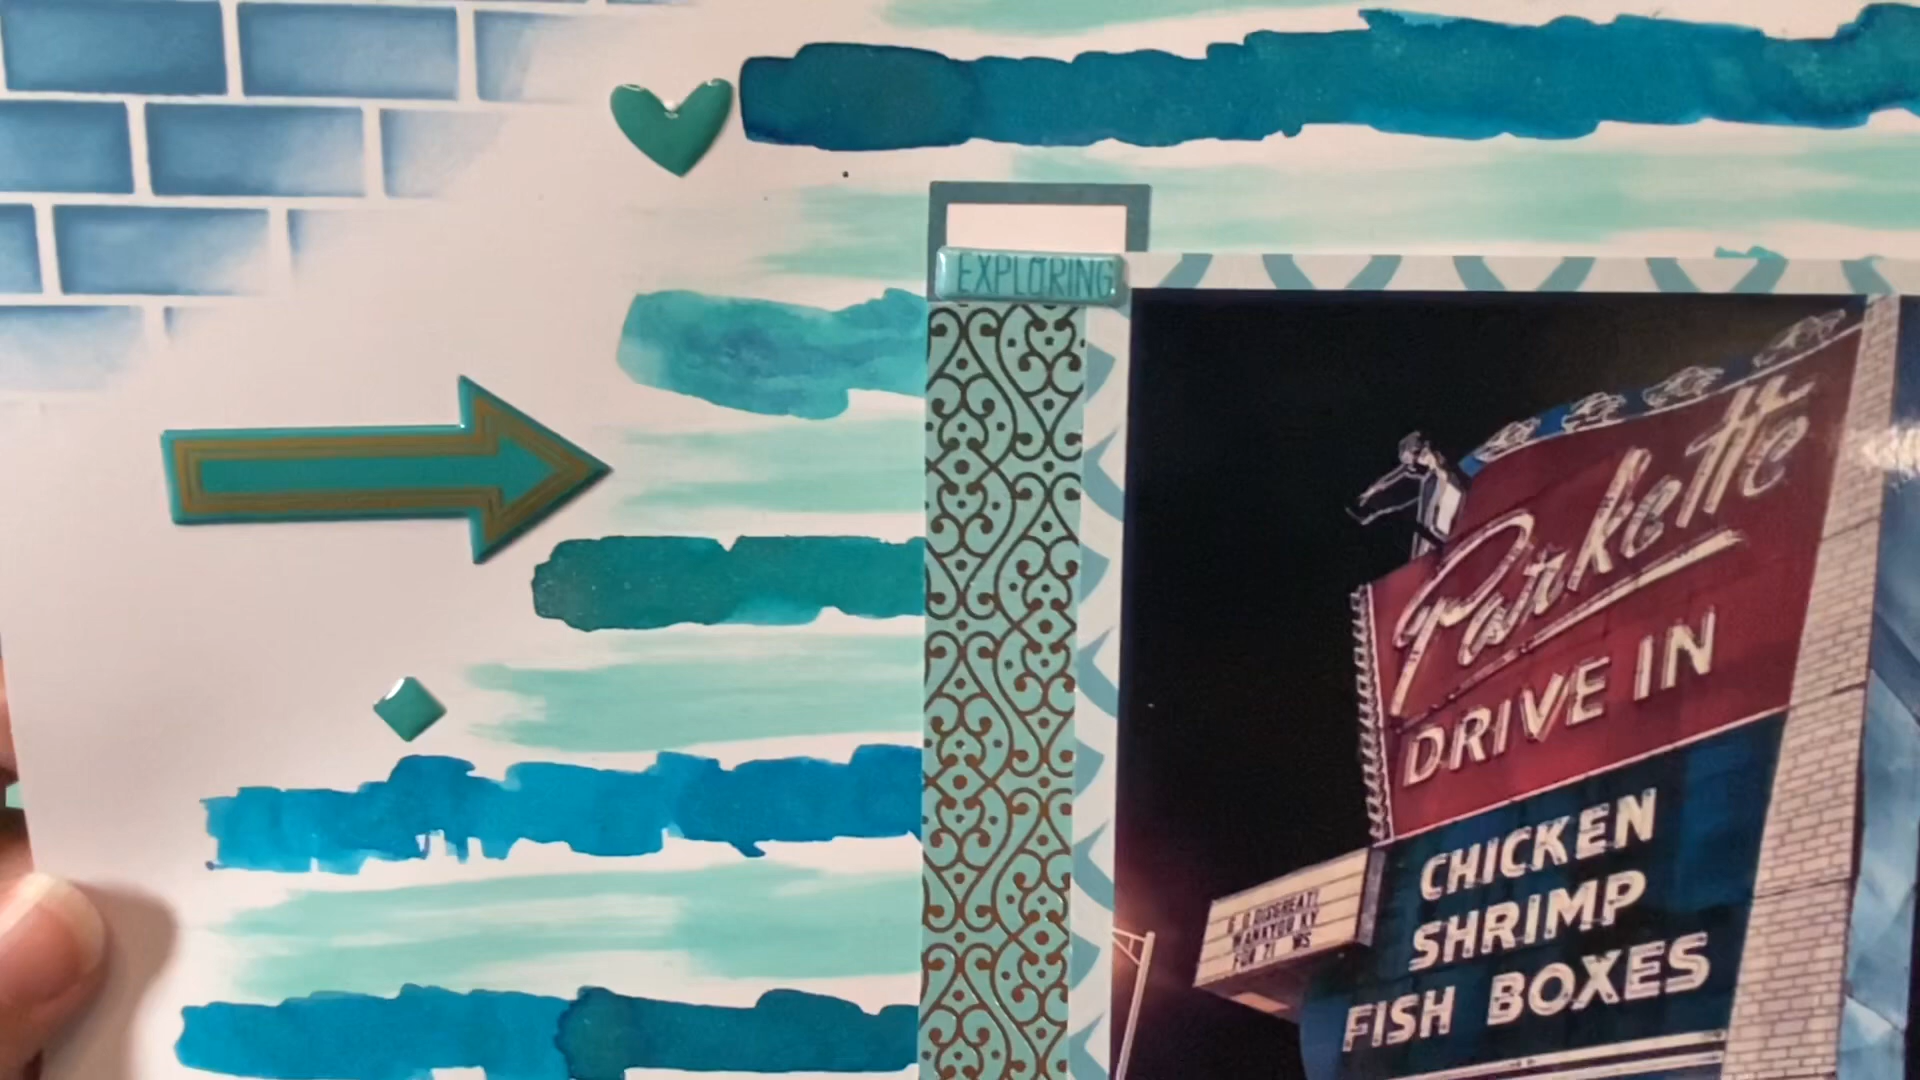 EXPLORING
Parkette
DRIVE IN
CHICKEN
SHRIMP
FISH BOXES